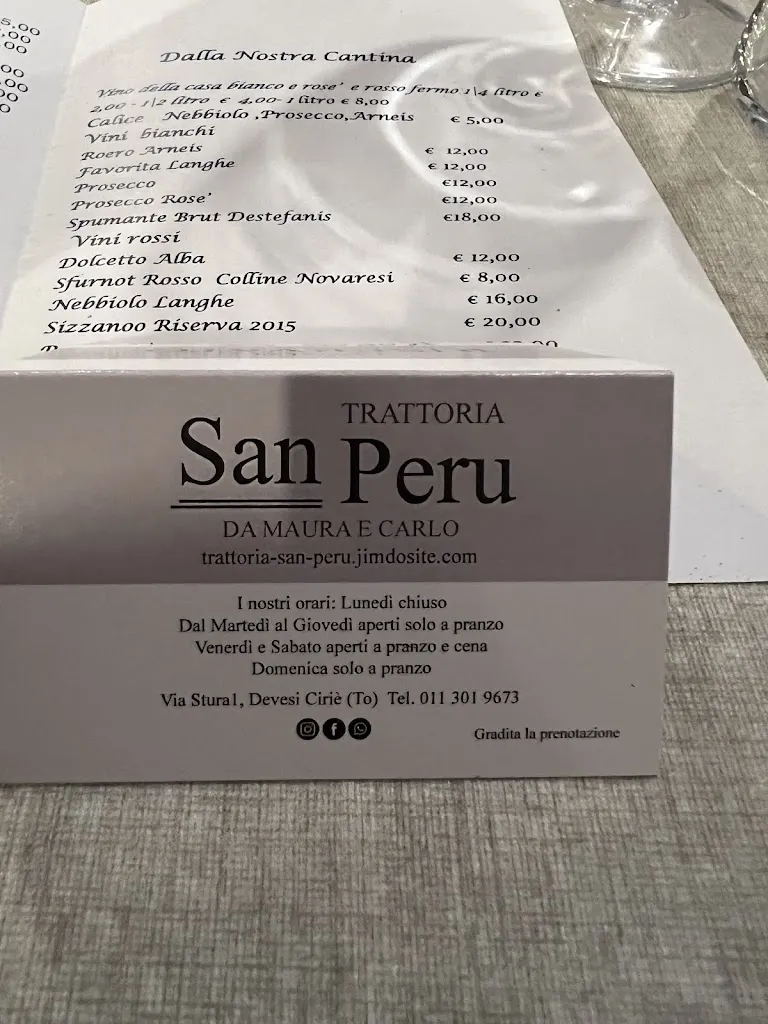 Dalla Nostra Cantina
Vino della casa bianco e rose' e rosso fermo 1\4 litro €
2,00 - 1\2 litro € 4,00- 1 litro € 8,00
Calice Nebbiolo ,Prosecco,Arneis € 5,00
Vini bianchi
Roero Arneis € 12,00
Favorita Langhe € 12,00
Prosecco €12,00
Prosecco Rose' €12,00
Spumante Brut Destefanis €18,00
Vini rossi
Dolcetto Alba € 12,00
Sfurnot Rosso Colline Novaresi € 8,00
Nebbiolo Langhe € 16,00
Sizzanoo Riserva 2015 € 20,00
TRATTORIA
San Peru
DA MAURA E CARLO
trattoria-san-peru.jimdosite.com
I nostri orari: Lunedì chiuso
Dal Martedì al Giovedì aperti solo a pranzo
Venerdì e Sabato aperti a pranzo e cena
Domenica solo a pranzo
Via Stura1, Devesi Ciriè (To) Tel. 011 301 9673
Gradita la prenotazione